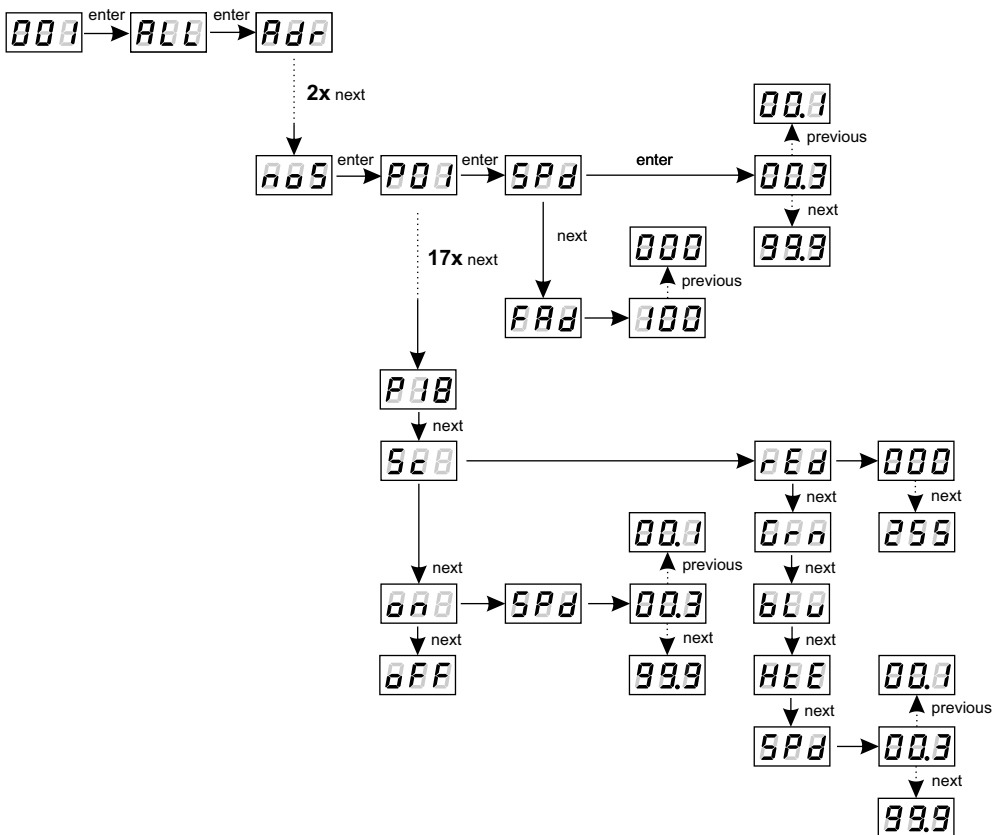 enter enter
001 ALL Adr
2x next
00.1
previous
enter enter enter
noS P01 SPd 00.3
next
next
000 99.9
17x next
previous
FAd 100
P18
next
Sc rEd 000
next next
00.1 Grn 255
next previous next
on SPd 00.3 bLu
next next next
oFF 99.9 HtE 00.1
next previous
SPd 00.3
next
99.9